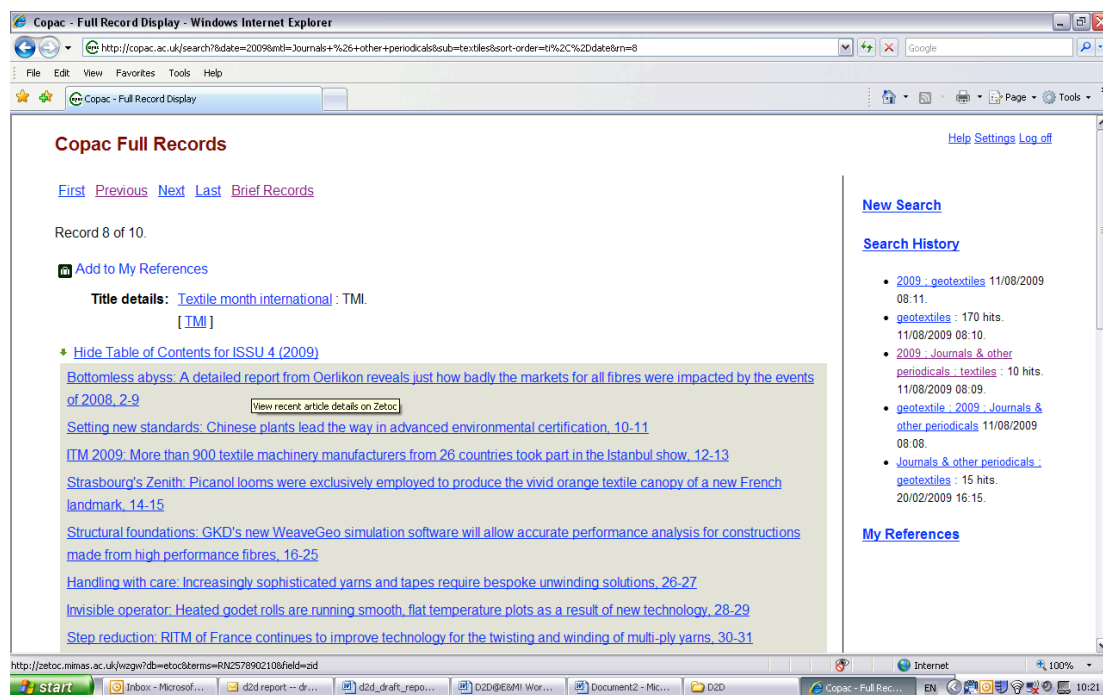 Copac - Full Record Display - Windows Internet Explorer
http://copac.ac.uk/search?&date=2009&mtl=Journals+%26+other+periodicals&sub=textiles&sort-order=ti%2C%2Ddate&rn=8
Google
File Edit View Favorites Tools Help
Copac - Full Record Display
Page Tools
Copac Full Records
Help Settings Log off
First Previous Next Last Brief Records
Record 8 of 10.
Add to My References
Title details: Textile month international : TMI.
[ TMI ]
Hide Table of Contents for ISSU 4 (2009)
Bottomless abyss: A detailed report from Oerlikon reveals just how badly the markets for all fibres were impacted by the events
of 2008, 2-9
View recent article details on Zetoc
Setting new standards: Chinese plants lead the way in advanced environmental certification, 10-11
ITM 2009: More than 900 textile machinery manufacturers from 26 countries took part in the Istanbul show, 12-13
Strasbourg's Zenith: Picanol looms were exclusively employed to produce the vivid orange textile canopy of a new French
landmark, 14-15
Structural foundations: GKD's new WeaveGeo simulation software will allow accurate performance analysis for constructions
made from high performance fibres, 16-25
Handling with care: Increasingly sophisticated yarns and tapes require bespoke unwinding solutions, 26-27
Invisible operator: Heated godet rolls are running smooth, flat temperature plots as a result of new technology, 28-29
Step reduction: RITM of France continues to improve technology for the twisting and winding of multi-ply yarns, 30-31
New Search
Search History
2009 ; geotextiles 11/08/2009
08:11.
geotextiles : 170 hits.
11/08/2009 08:10.
2009 ; Journals & other
periodicals ; textiles : 10 hits.
11/08/2009 08:09.
geotextile ; 2009 ; Journals &
other periodicals 11/08/2009
08:08.
Journals & other periodicals ;
geotextiles : 15 hits.
20/02/2009 16:15.
My References
http://zetoc.mimas.ac.uk/wzgw?db=etoc&terms=RN257890210&field=zid
Internet
100%
start
Inbox - Microsof...
d2d report -- dr...
d2d_draft_repo...
D2D@E&MI Wor...
Document2 - Mic...
D2D
Copac - Full Rec...
EN
10:21